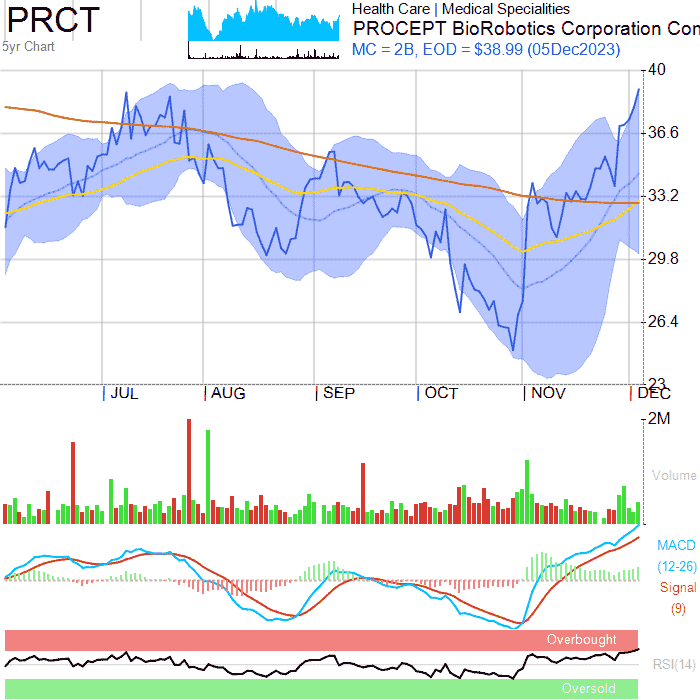 PRCT
5yr Chart
Health Care | Medical Specialities
PROCEPT BioRobotics Corporation Con
MC = 2B, EOD = $38.99 (05Dec2023)
40
36.6
33.2
29.8
26.4
23
JUL AUG SEP OCT NOV DEC
2M
Volume
MACD
(12-26)
Signal
(9)
Overbought
RSI(14)
Oversold